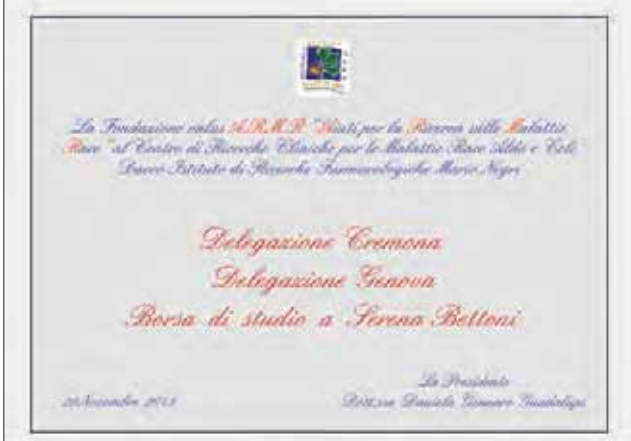 La Fondazione onlus A.R.M.R. "Aiuti per la Ricerca sulle Malattie
Rare" al Centro di Ricerche Cliniche per le Malattie Rare Aldo e Cele
Daccò Istituto di Ricerche Farmacologiche Mario Negri
Delegazione Cremona
Delegazione Genova
Borsa di studio a Serena Bettoni
La Presidente
Novembre
Dott.ssa Daniela Gennaro Guadalupi